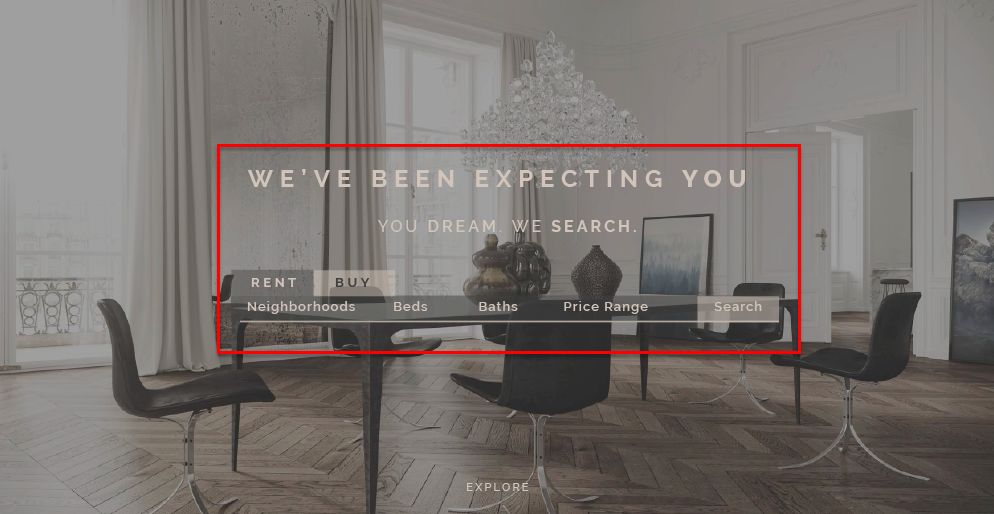 WE'VE BEEN EXPECTING YOU
YOU DREAM. WE SEARCH.
RENT BUY
Neighborhoods Beds Baths Price Range Search
EXPLORE